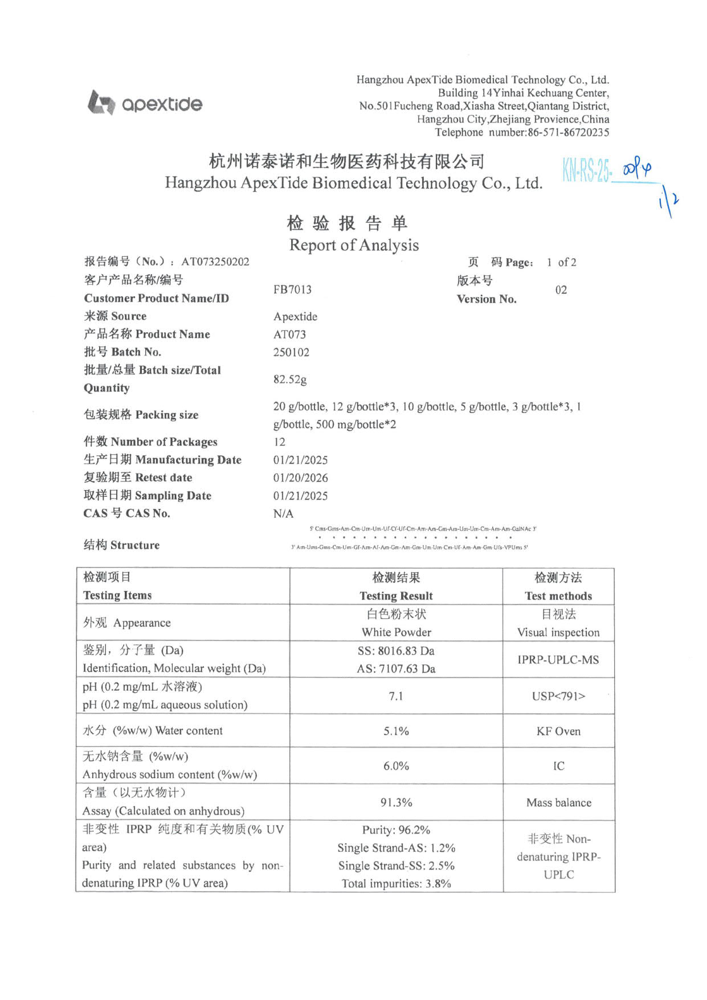 apextide
Hangzhou ApexTide Biomedical Technology Co., Ltd.
Building 14Yinhai Kechuang Center,
No.501Fucheng Road,Xiasha Street,Qiantang District,
Hangzhou City,Zhejiang Provience,China
Telephone number:86-571-86720235
杭州诺泰诺和生物医药科技有限公司
Hangzhou ApexTide Biomedical Technology Co., Ltd.
KN-RS-25-
1/2
检 验 报 告 单
Report of Analysis
报告编号（No.）: AT073250202 页 码 Page: 1 of 2
客户产品名称/编号
Customer Product Name/ID
FB7013
版本号
Version No.
02
来源 Source Apextide
产品名称 Product Name AT073
批号 Batch No. 250102
批量/总量 Batch size/Total
Quantity
82.52g
包装规格 Packing size
20 g/bottle, 12 g/bottle*3, 10 g/bottle, 5 g/bottle, 3 g/bottle*3, 1
g/bottle, 500 mg/bottle*2
件数 Number of Packages 12
生产日期 Manufacturing Date 01/21/2025
复验期至 Retest date 01/20/2026
取样日期 Sampling Date 01/21/2025
CAS 号 CAS No. N/A
结构 Structure
5' Cms-Gms-Am-Cm-Um-Um-Uf-Cf-Uf-Cm-Am-Am-Gm-Am-Um-Um-Cm-Am-Am-GalNAc 3'
3' Am-Ums-Gms-Cm-Um-Gf-Am-Af-Am-Gm-Am-Gm-Um-Um-Cm-Uf-Am-Am-Gm-Ufs-VPUms 5'
检测项目
Testing Items
检测结果
Testing Result
检测方法
Test methods
外观 Appearance
白色粉末状
White Powder
目视法
Visual inspection
鉴别，分子量 (Da)
Identification, Molecular weight (Da)
SS: 8016.83 Da
AS: 7107.63 Da
IPRP-UPLC-MS
pH (0.2 mg/mL 水溶液)
pH (0.2 mg/mL aqueous solution)
7.1
USP<791>
水分 (%w/w) Water content 5.1% KF Oven
无水钠含量 (%w/w)
Anhydrous sodium content (%w/w)
6.0%
IC
含量（以无水物计）
Assay (Calculated on anhydrous)
91.3%
Mass balance
非变性 IPRP 纯度和有关物质(% UV
area)
Purity and related substances by non-
denaturing IPRP (% UV area)
Purity: 96.2%
Single Strand-AS: 1.2%
Single Strand-SS: 2.5%
Total impurities: 3.8%
非变性 Non-
denaturing IPRP-
UPLC